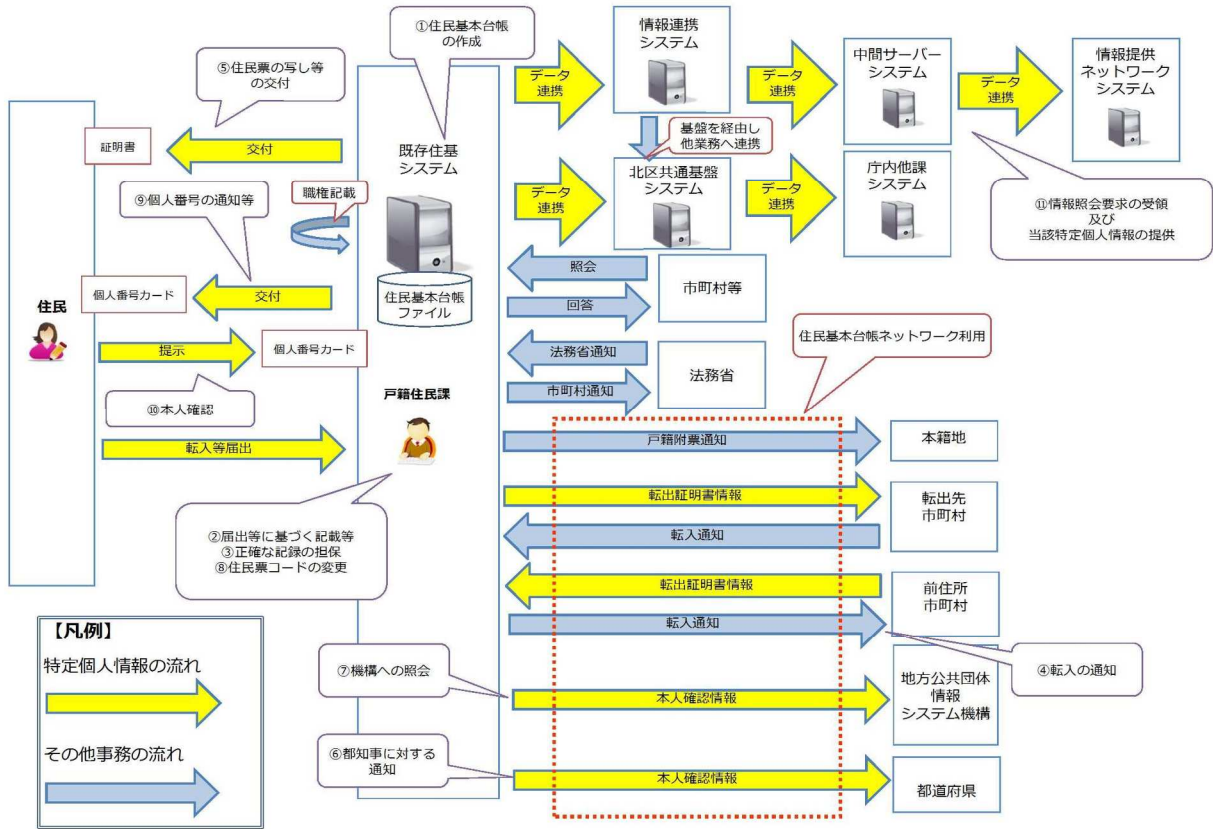 ①住民基本台帳
の作成
⑤住民票の写し等
の交付
情報連携
システム
中間サーバー
システム
情報提供
ネットワーク
システム
データ
連携
データ
連携
データ
連携
証明書
交付
既存住基
システム
基盤を経由し
他業務へ連携
⑨個人番号の通知等
職権記載
データ
連携
北区共通基盤
システム
データ
連携
庁内他課
システム
⑪情報照会要求の受領
及び
当該特定個人情報の提供
住民
個人番号カード
交付
住民基本台帳
ファイル
照会
回答
市町村等
提示
個人番号カード
法務省通知
市町村通知
法務省
住民基本台帳ネットワーク利用
⑩本人確認
戸籍住民課
転入等届出
戸籍附票通知
本籍地
転出証明書情報
転入通知
転出先
市町村
②届出等に基づく記載等
③正確な記録の担保
⑧住民票コードの変更
転出証明書情報
転入通知
前住所
市町村
④転入の通知
⑦機構への照会
本人確認情報
地方公共団体
情報
システム機構
⑥都知事に対する
通知
本人確認情報
都道府県
【凡例】
特定個人情報の流れ
その他事務の流れ